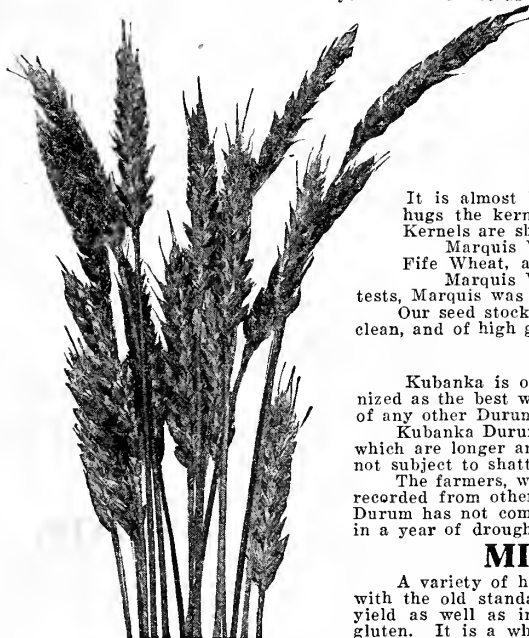 It is almost
hugs the kern
Kernels are sh
Marquis
Fife Wheat, a
Marquis
tests, Marquis was
Our seed stock
clean, and of high g
Kubanka is o
nized as the best w
of any other Durum
Kubanka Durum
which are longer an
not subject to shatt
The farmers, w
recorded from other
Durum has not com
in a year of drough
MI
A variety of h
with the old standa
yield as well as in
gluten. It is a wh